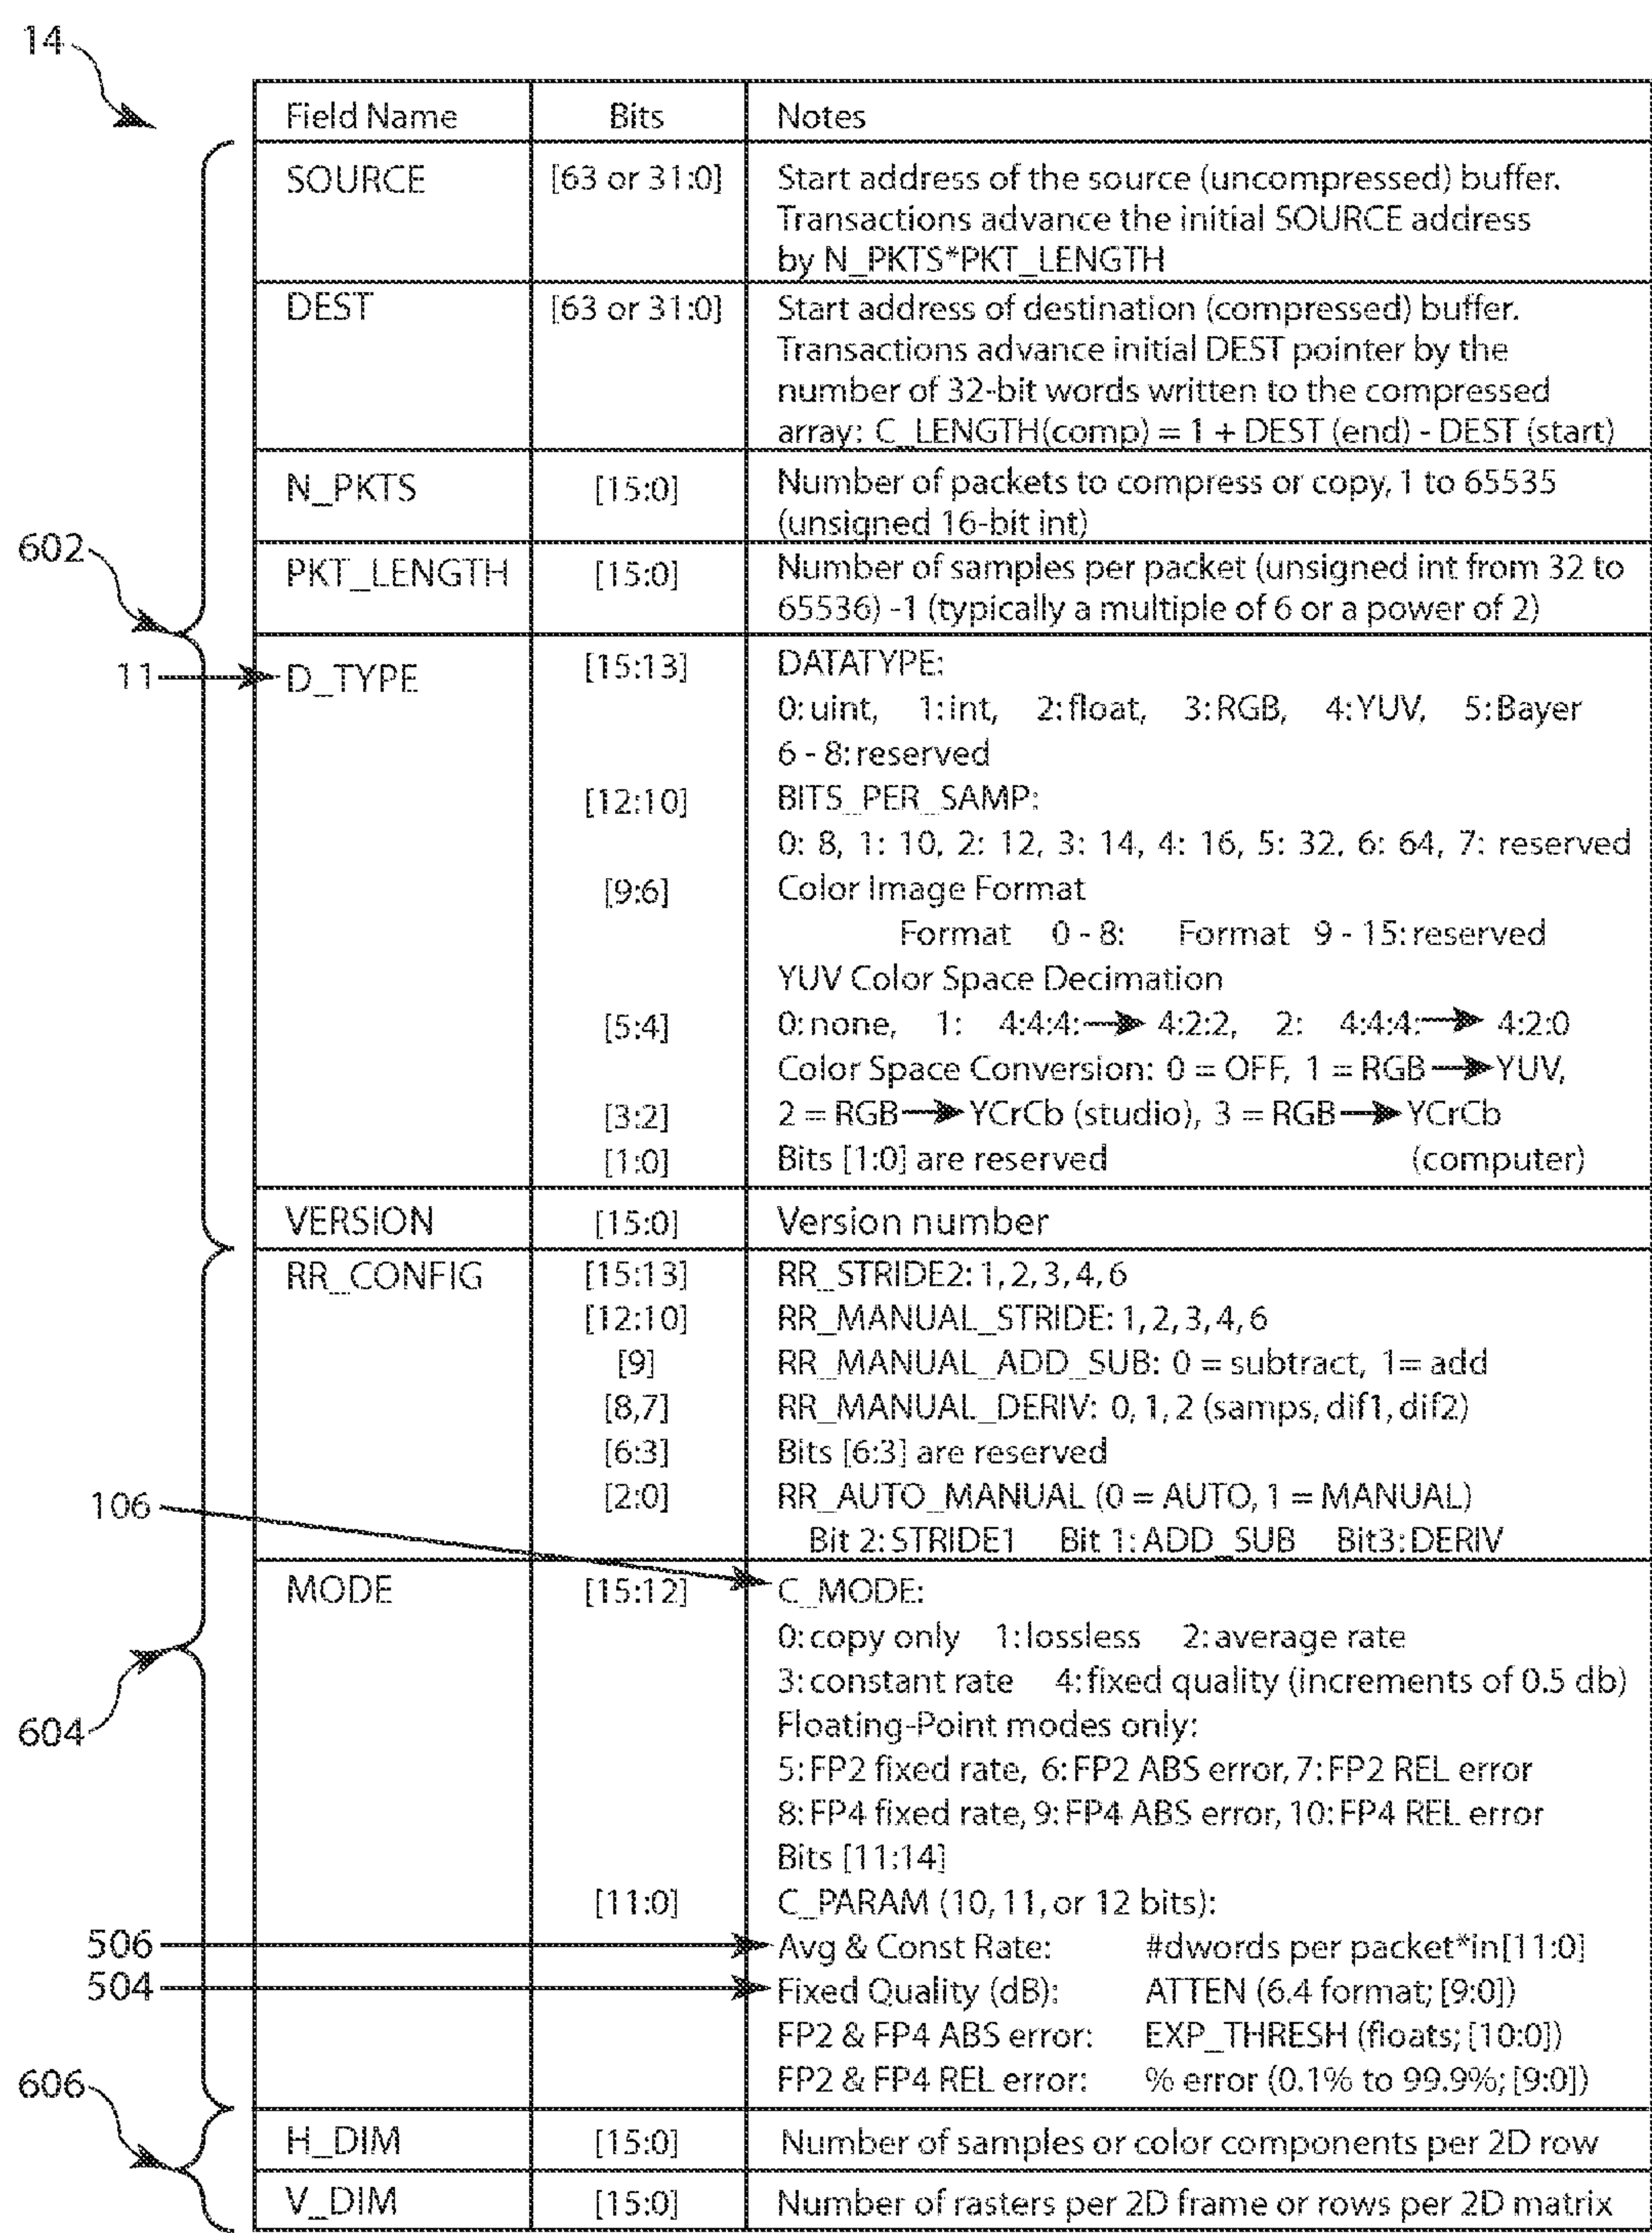 14
Field Name Bits Notes
SOURCE [63 or 31:0] Start address of the source (uncompressed) buffer.
Transactions advance the initial SOURCE address
by N_PKTS*PKT_LENGTH
DEST [63 or 31:0] Start address of destination (compressed) buffer.
Transactions advance initial DEST pointer by the
number of 32-bit words written to the compressed
array: C_LENGTH(comp) = 1 + DEST (end) - DEST (start)
N_PKTS [15:0] Number of packets to compress or copy, 1 to 65535
(unsigned 16-bit int)
602
PKT_LENGTH [15:0] Number of samples per packet (unsigned int from 32 to
65536) -1 (typically a multiple of 6 or a power of 2)
11 D_TYPE [15:13] DATATYPE:
0: uint, 1: int, 2: float, 3: RGB, 4: YUV, 5: Bayer
6 - 8: reserved
[12:10] BITS_PER_SAMP:
0: 8, 1: 10, 2: 12, 3: 14, 4: 16, 5: 32, 6: 64, 7: reserved
[9:6] Color Image Format
Format 0 - 8: Format 9 - 15: reserved
YUV Color Space Decimation
[5:4] 0: none, 1: 4:4:4: → 4:2:2, 2: 4:4:4: → 4:2:0
Color Space Conversion: 0 = OFF, 1 = RGB → YUV,
[3:2] 2 = RGB → YCrCb (studio), 3 = RGB → YCrCb
[1:0] Bits [1:0] are reserved (computer)
VERSION [15:0] Version number
RR_CONFIG [15:13] RR_STRIDE2: 1, 2, 3, 4, 6
[12:10] RR_MANUAL_STRIDE: 1, 2, 3, 4, 6
[9] RR_MANUAL_ADD_SUB: 0 = subtract, 1= add
[8,7] RR_MANUAL_DERIV: 0, 1, 2 (samps, dif1, dif2)
[6:3] Bits [6:3] are reserved
106 [2:0] RR_AUTO_MANUAL (0 = AUTO, 1 = MANUAL)
Bit 2: STRIDE1 Bit 1: ADD_SUB Bit3: DERIV
MODE [15:12] C_MODE:
0: copy only 1: lossless 2: average rate
3: constant rate 4: fixed quality (increments of 0.5 db)
604 Floating-Point modes only:
5: FP2 fixed rate, 6: FP2 ABS error, 7: FP2 REL error
8: FP4 fixed rate, 9: FP4 ABS error, 10: FP4 REL error
Bits [11:14]
[11:0] C_PARAM (10, 11, or 12 bits):
506 Avg & Const Rate: #dwords per packet*in[11:0]
504 Fixed Quality (dB): ATTEN (6.4 format; [9:0])
FP2 & FP4 ABS error: EXP_THRESH (floats; [10:0])
606 FP2 & FP4 REL error: % error (0.1% to 99.9%; [9:0])
H_DIM [15:0] Number of samples or color components per 2D row
V_DIM [15:0] Number of rasters per 2D frame or rows per 2D matrix